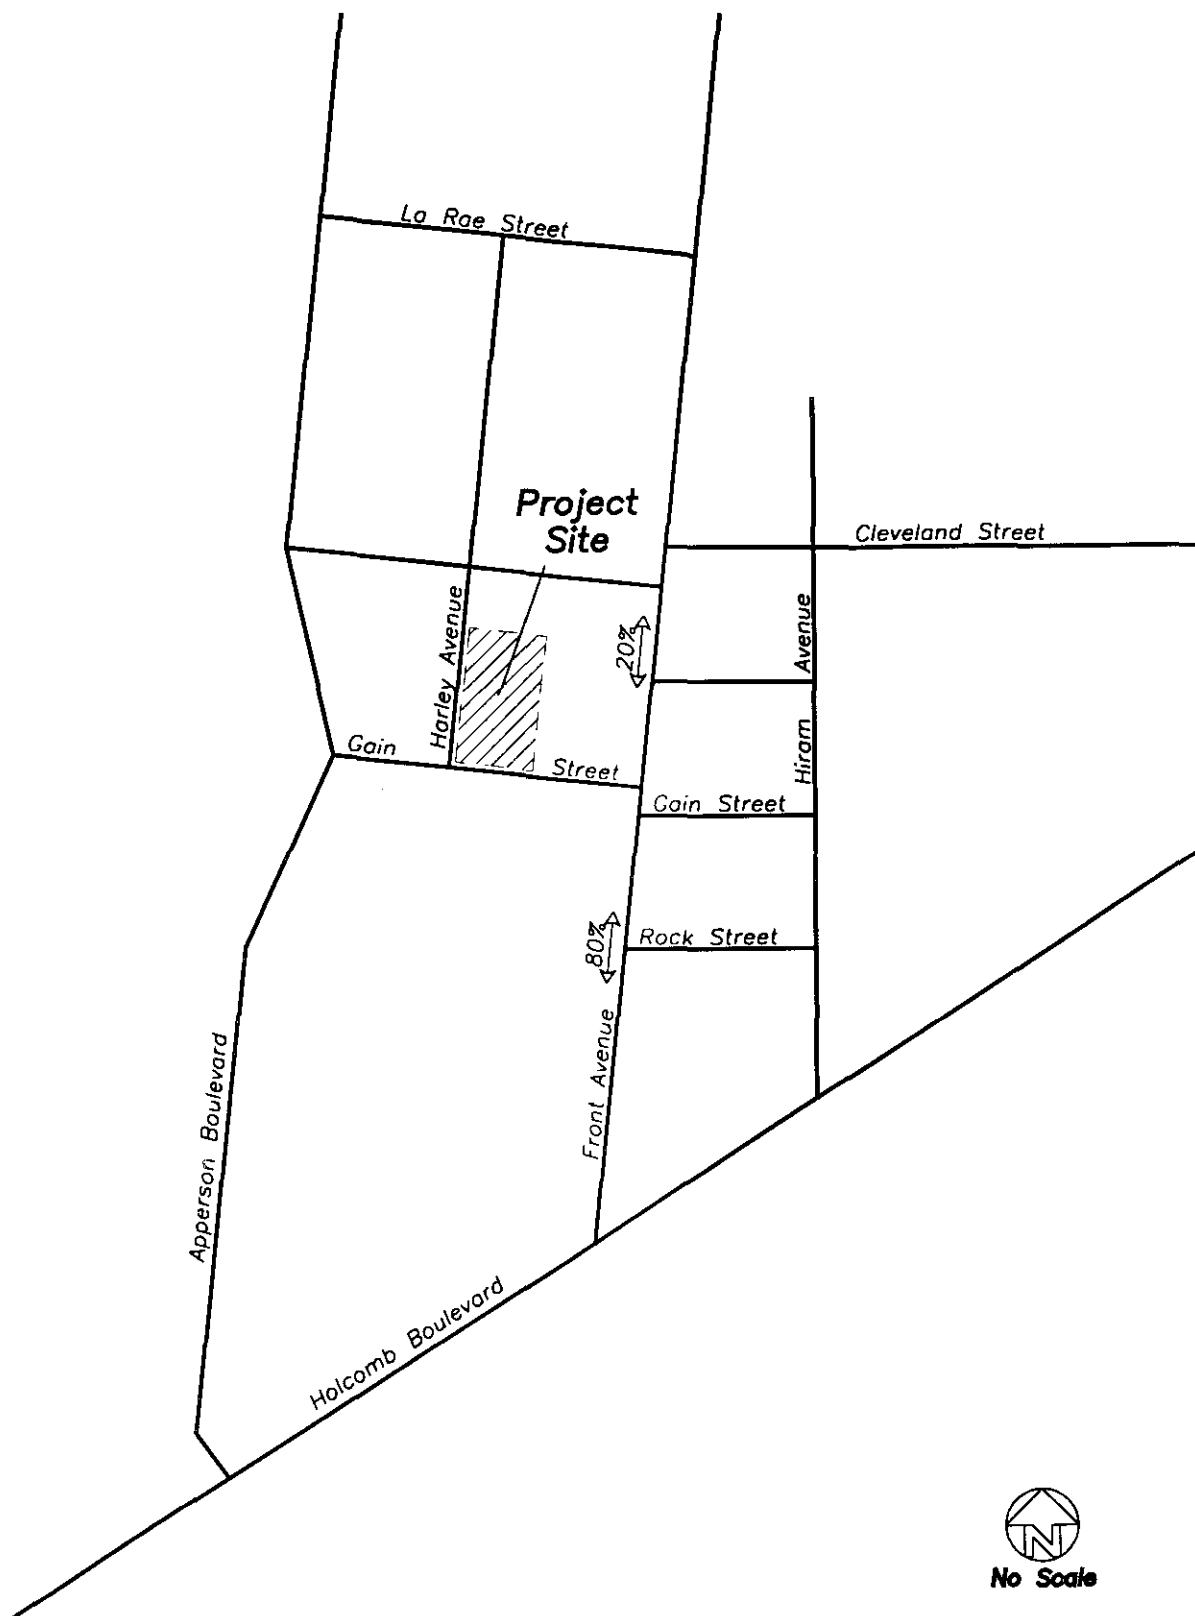 La Rae Street
Project
Site
Cleveland Street
Harley Avenue
20%
Hiram Avenue
Gain Street
Gain Street
80%
Rock Street
Front Avenue
Apperson Boulevard
Holcomb Boulevard
N
No Scale